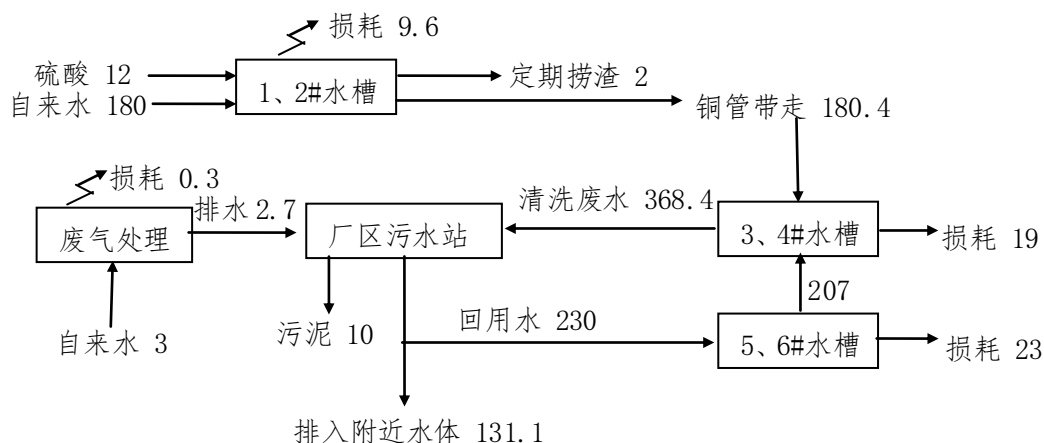 损耗 9.6
硫酸 12
自来水 180
1、2#水槽
定期捞渣 2
铜管带走 180.4
损耗 0.3
排水 2.7
废气处理
自来水 3
厂区污水站
清洗废水 368.4
3、4#水槽
损耗 19
207
污泥 10
回用水 230
5、6#水槽
损耗 23
排入附近水体 131.1